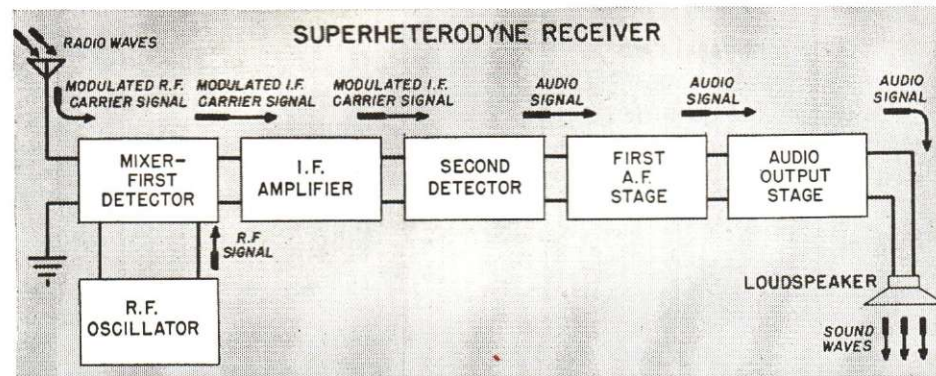 SUPERHETERODYNE RECEIVER
RADIO WAVES
MODULATED R.F.
CARRIER SIGNAL
MODULATED I.F.
CARRIER SIGNAL
MODULATED I.F.
CARRIER SIGNAL
AUDIO
SIGNAL
AUDIO
SIGNAL
AUDIO
SIGNAL
MIXER-
FIRST
DETECTOR
I.F.
AMPLIFIER
SECOND
DETECTOR
FIRST
A.F.
STAGE
AUDIO
OUTPUT
STAGE
R.F
SIGNAL
R.F.
OSCILLATOR
LOUDSPEAKER
SOUND
WAVES